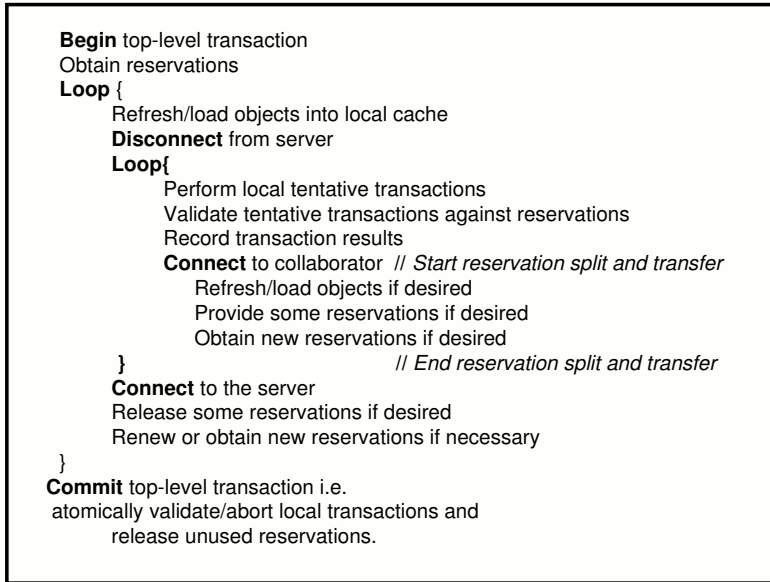 Begin top-level transaction
Obtain reservations
Loop {
Refresh/load objects into local cache
Disconnect from server
Loop{
Perform local tentative transactions
Validate tentative transactions against reservations
Record transaction results
Connect to collaborator // Start reservation split and transfer
Refresh/load objects if desired
Provide some reservations if desired
Obtain new reservations if desired
} // End reservation split and transfer
Connect to the server
Release some reservations if desired
Renew or obtain new reservations if necessary
}
Commit top-level transaction i.e.
atomically validate/abort local transactions and
release unused reservations.